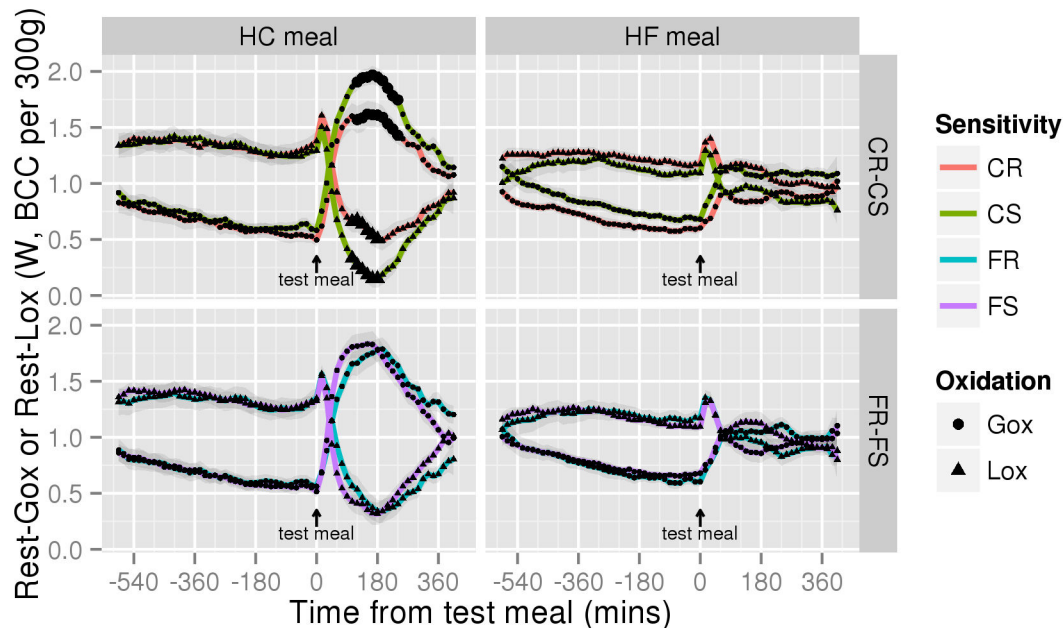 HC meal
HF meal
Rest-Gox or Rest-Lox (W, BCC per 300g)
2.0
1.5
1.0
0.5
0.0
test meal
test meal
CR-CS
2.0
1.5
1.0
0.5
0.0
test meal
test meal
FR-FS
-540 -360 -180 0 180 360
-540 -360 -180 0 180 360
Time from test meal (mins)
Sensitivity
CR
CS
FR
FS
Oxidation
Gox
Lox